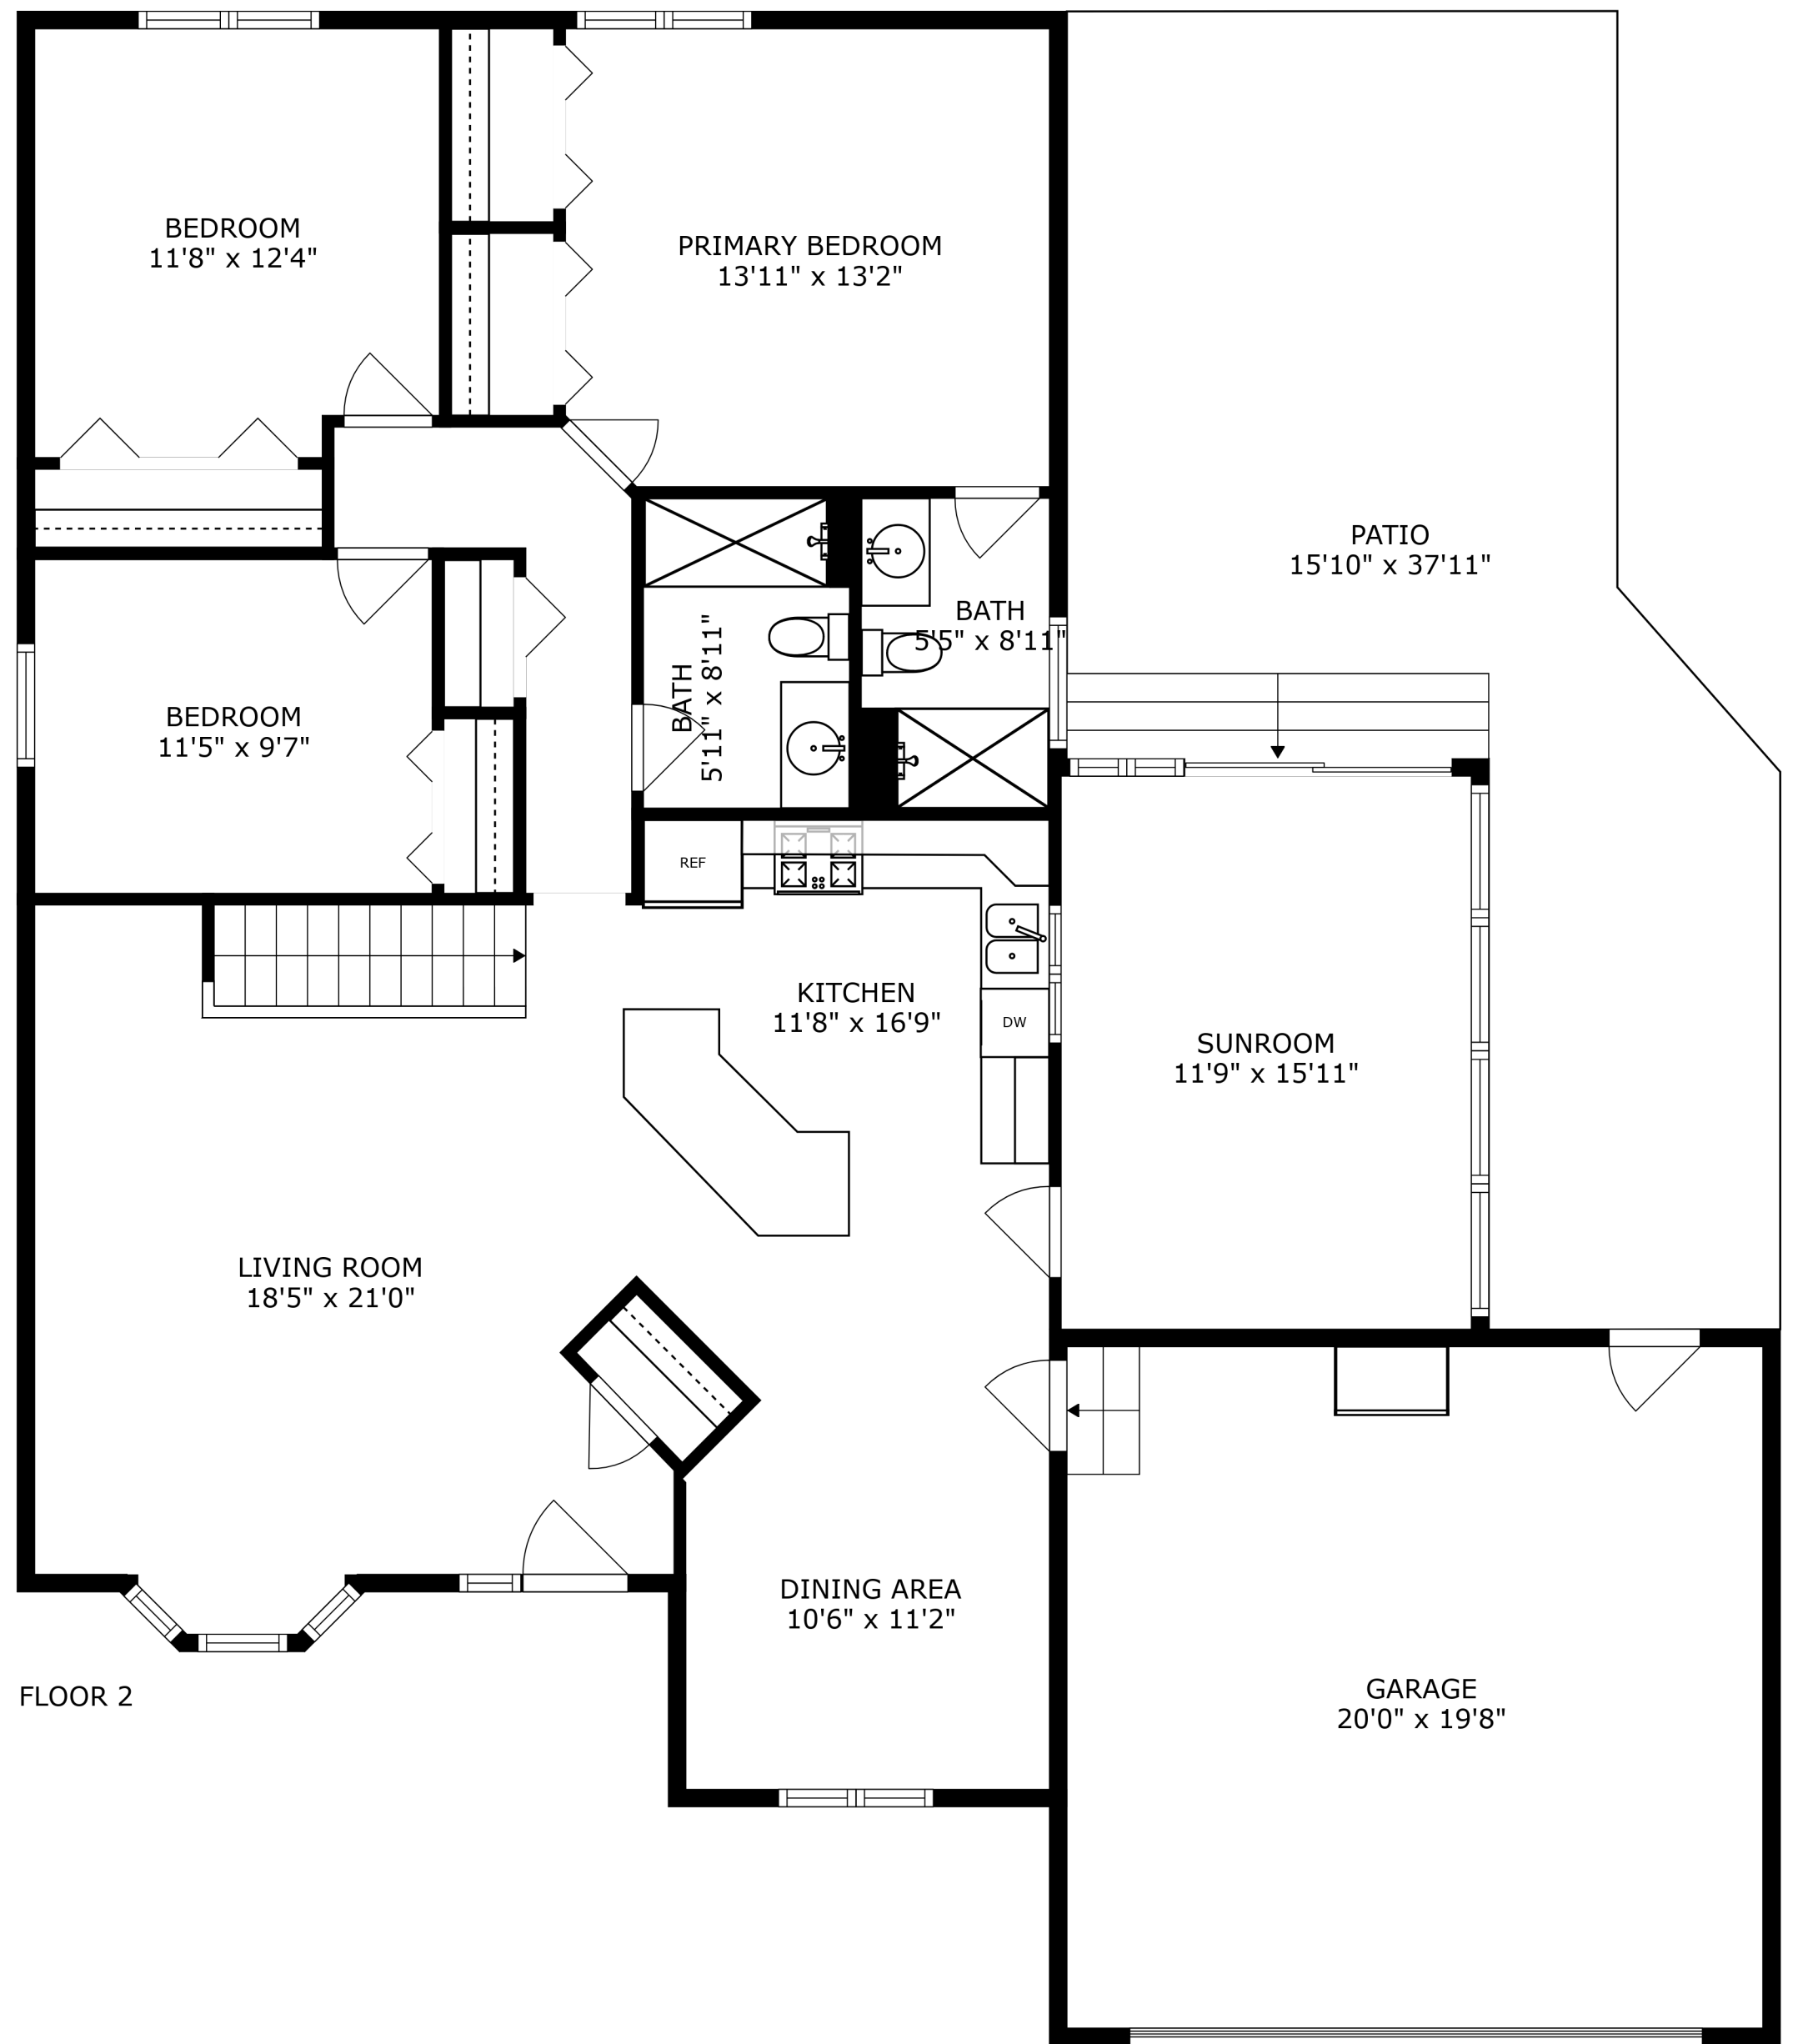 BEDROOM
11'8" x 12'4"
PRIMARY BEDROOM
13'11" x 13'2"
PATIO
15'10" x 37'11"
BATH
5'5" x 8'11"
BATH
5'11" x 8'11"
BEDROOM
11'5" x 9'7"
REF
KITCHEN
11'8" x 16'9"
DW
SUNROOM
11'9" x 15'11"
LIVING ROOM
18'5" x 21'0"
DINING AREA
10'6" x 11'2"
FLOOR 2
GARAGE
20'0" x 19'8"